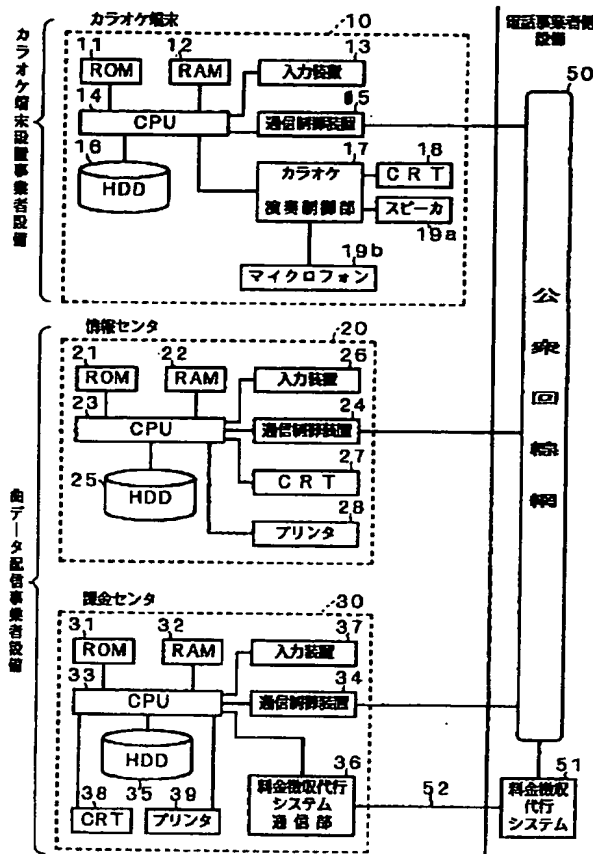 カラオケ端末
10
電話事業者側
設備
カラオケ端末設置事業者設備
11
ROM
12
RAM
13
入力装置
14
CPU
15
通信制御装置
50
16
HDD
17
カラオケ
演奏制御部
18
CRT
スピーカ
19a
19b
マイクロフォン
公衆回線網
情報センタ
20
曲データ配信事業者設備
21
ROM
22
RAM
26
入力装置
23
CPU
24
通信制御装置
25
HDD
27
CRT
28
プリンタ
課金センタ
30
31
ROM
32
RAM
37
入力装置
33
CPU
34
通信制御装置
HDD
35
38
CRT
39
プリンタ
36
料金徴収代行
システム
通信部
52
51
料金徴収
代行
システム